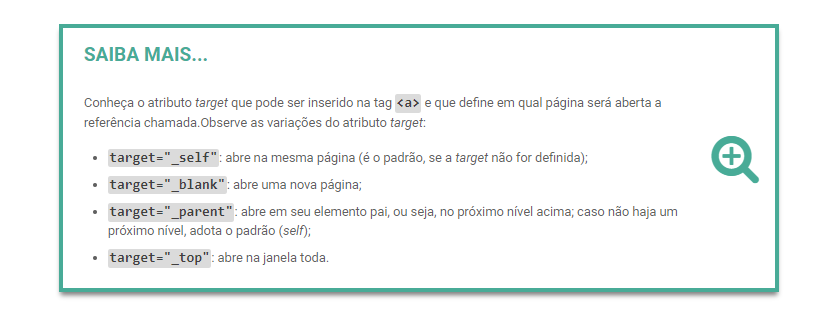 SAIBA MAIS...
Conheça o atributo target que pode ser inserido na tag <a> e que define em qual página será aberta a
referência chamada.Observe as variações do atributo target:
• target="_self": abre na mesma página (é o padrão, se a target não for definida);
• target="_blank": abre uma nova página;
• target="_parent": abre em seu elemento pai, ou seja, no próximo nível acima; caso não haja um
próximo nível, adota o padrão (self);
• target="_top": abre na janela toda.